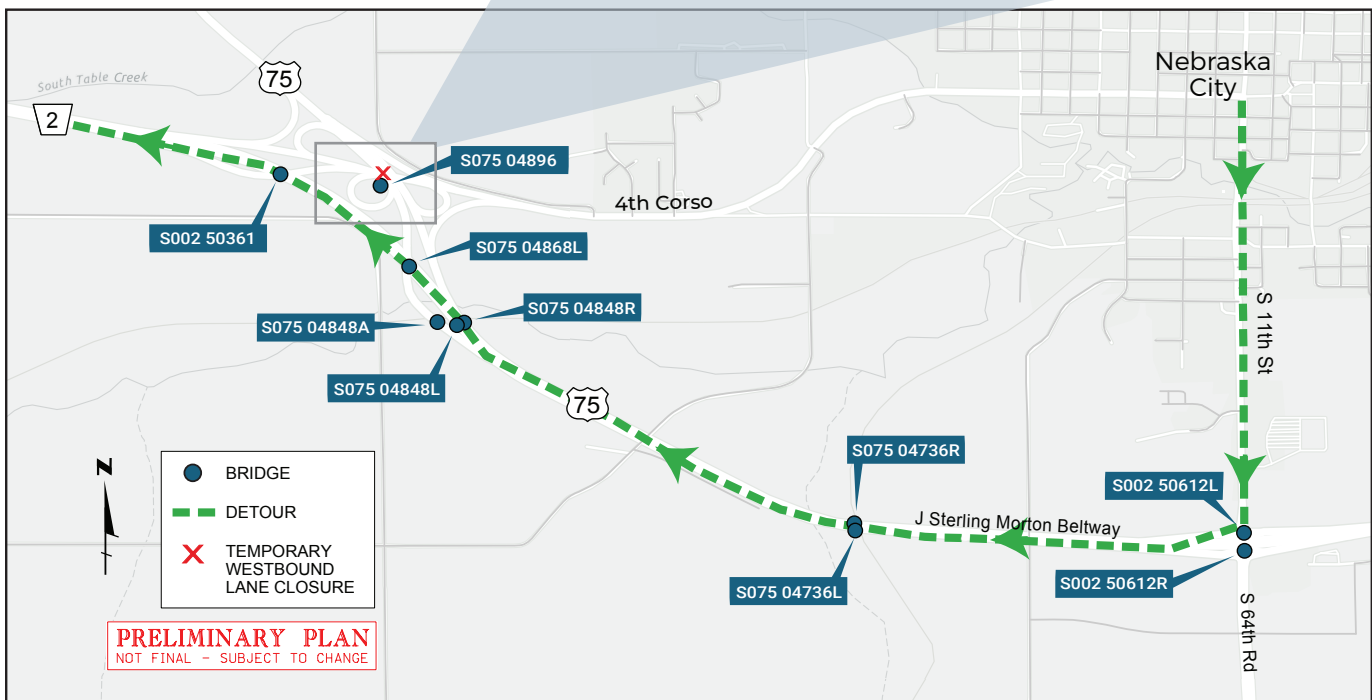 South Table Creek
75
2
Nebraska
City
S075 04896
4th Corso
S002 50361
S075 04868L
S075 04848R
S075 04848A
S075 04848L
75
S 11th St
S075 04736R
S002 50612L
J Sterling Morton Beltway
S075 04736L
S002 50612R
S 64th Rd
N
BRIDGE
DETOUR
TEMPORARY
WESTBOUND
LANE CLOSURE
PRELIMINARY PLAN
NOT FINAL - SUBJECT TO CHANGE